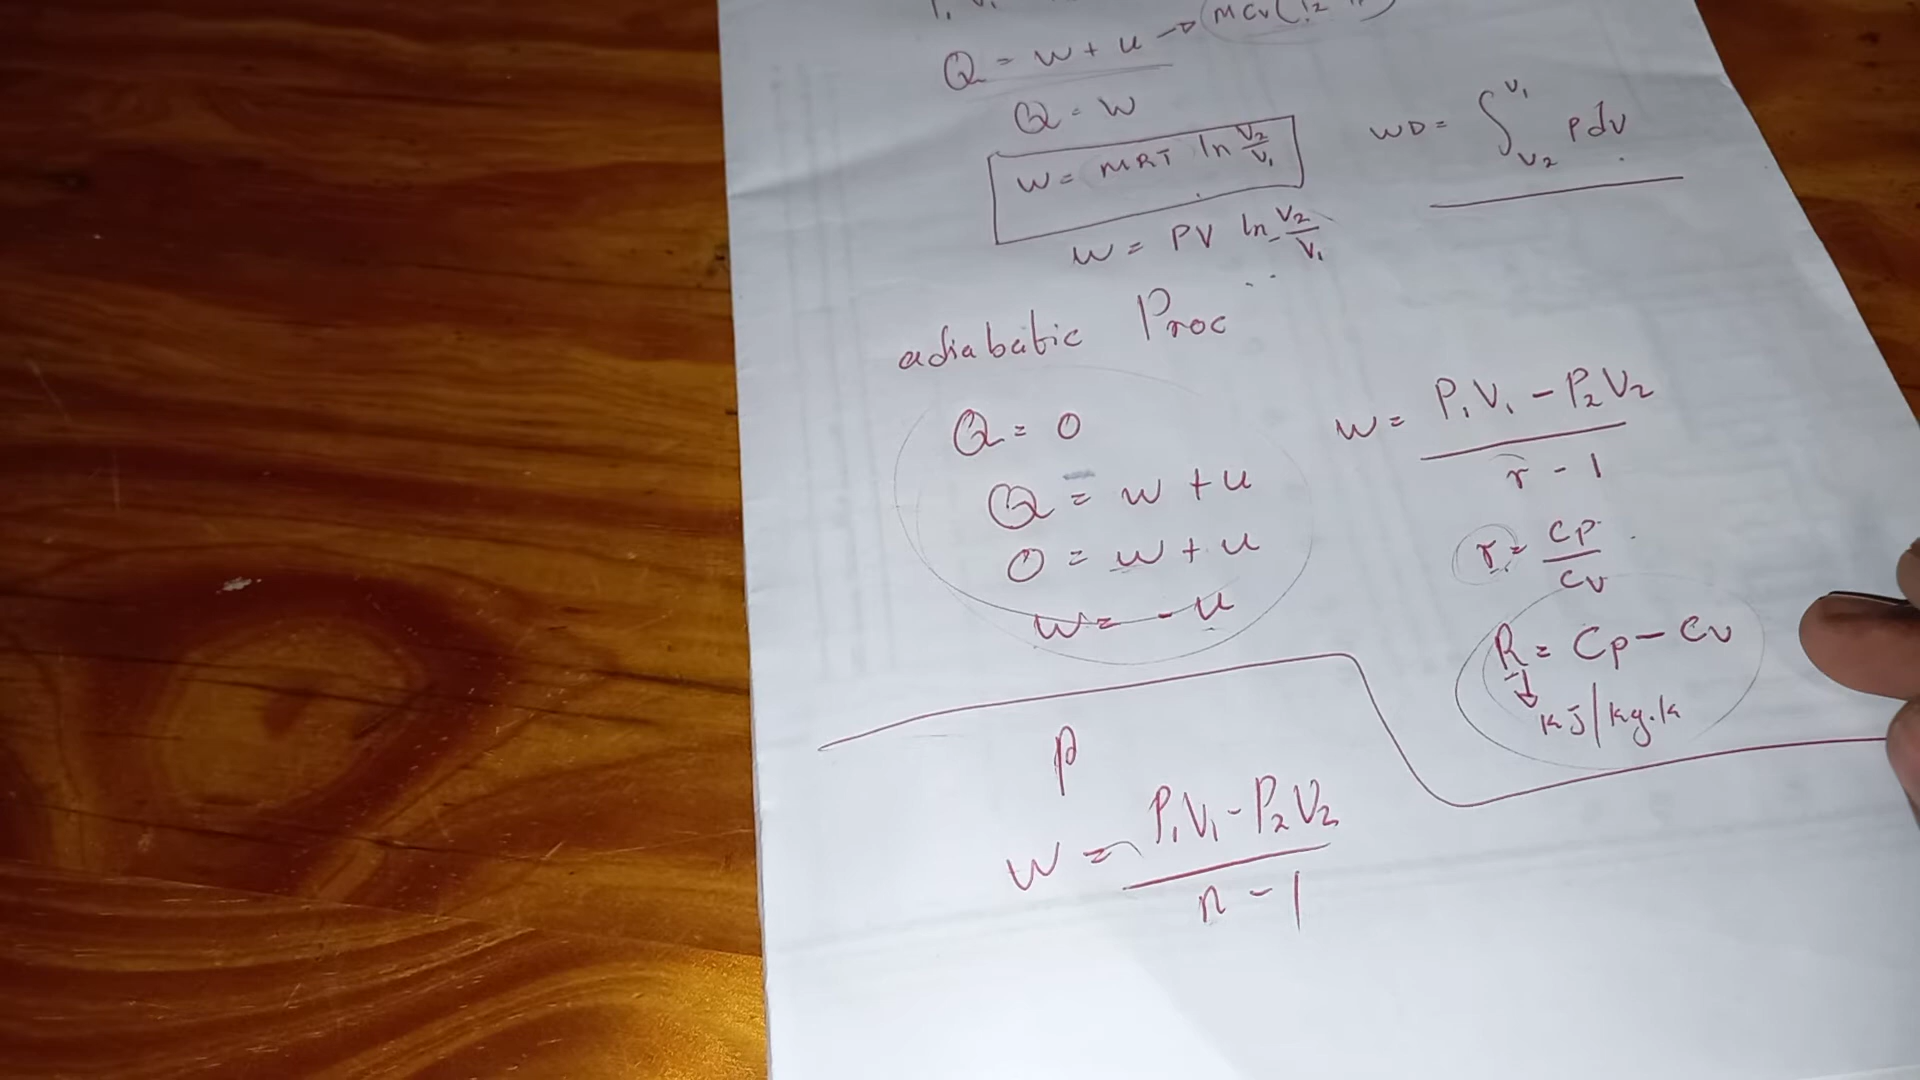 Q = w + u → mcv(T2
Q = w
W = MRT ln V2/V1
WD = ∫V2^V1 pdv
W = PV ln V2/V1
adiabatic Proc
Q = 0
Q = w + u
0 = w + u
w = - u
W = P1V1 - P2V2 / r - 1
r = Cp/Cv
R = Cp - Cv
kJ/kg.k
P
W = P1V1 - P2V2 / n - 1